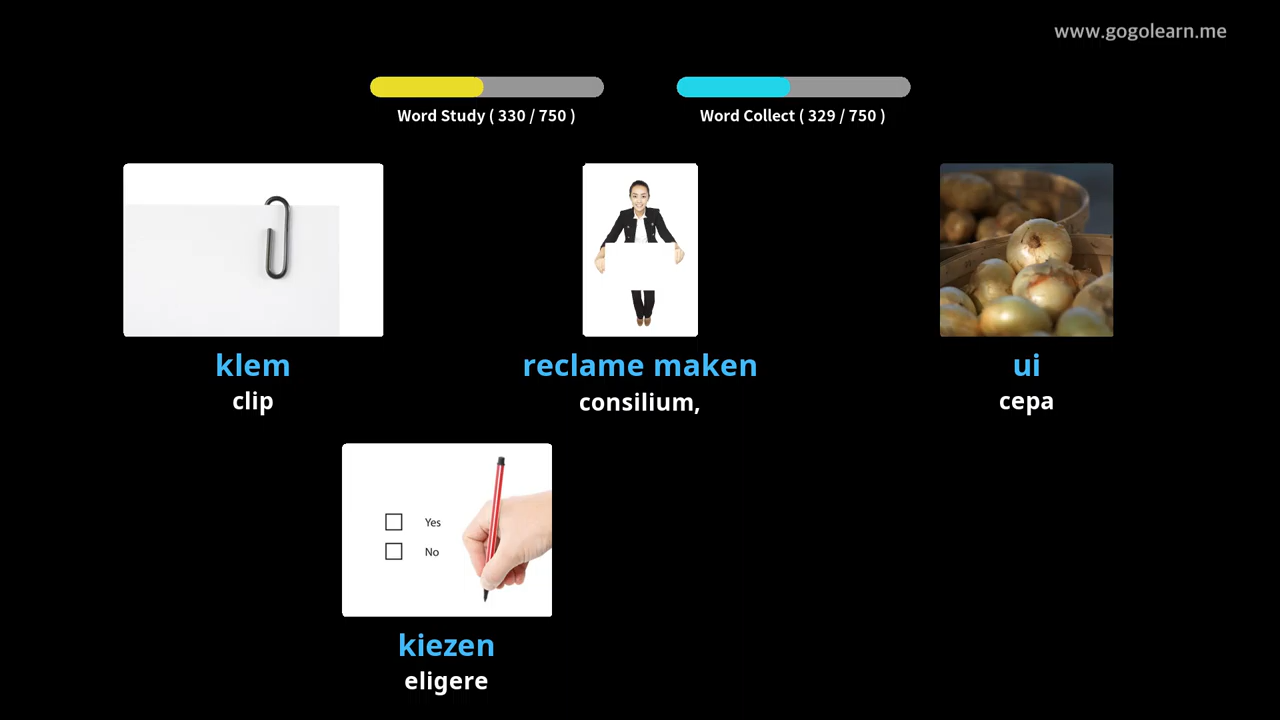 www.gogolearn.me
Word Study ( 330 / 750 )
Word Collect ( 329 / 750 )
klem
clip
reclame maken
consilium,
ui
cepa
Yes
No
kiezen
eligere